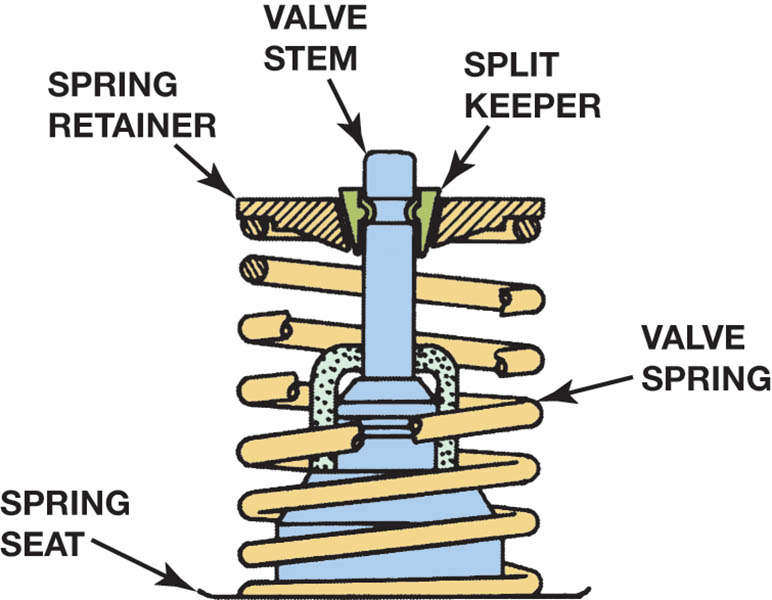 VALVE
STEM
SPLIT
KEEPER
SPRING
RETAINER
VALVE
SPRING
SPRING
SEAT